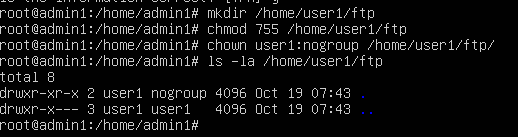 root@admin1:/home/admin1# mkdir /home/user1/ftp
root@admin1:/home/admin1# chmod 755 /home/user1/ftp
root@admin1:/home/admin1# chown user1:nogroup /home/user1/ftp/
root@admin1:/home/admin1# ls -la /home/user1/ftp
total 8
drwxr-xr-x 2 user1 nogroup 4096 Oct 19 07:43 .
drwxr-x--- 3 user1 user1   4096 Oct 19 07:43 ..
root@admin1:/home/admin1#